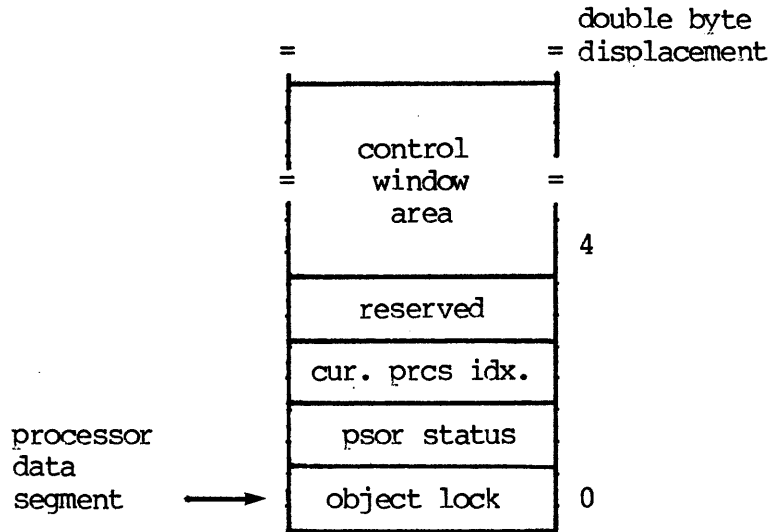 double byte
= = displacement
control
= window =
area
4
reserved
cur. prcs idx.
processor psor status
data
segment object lock 0